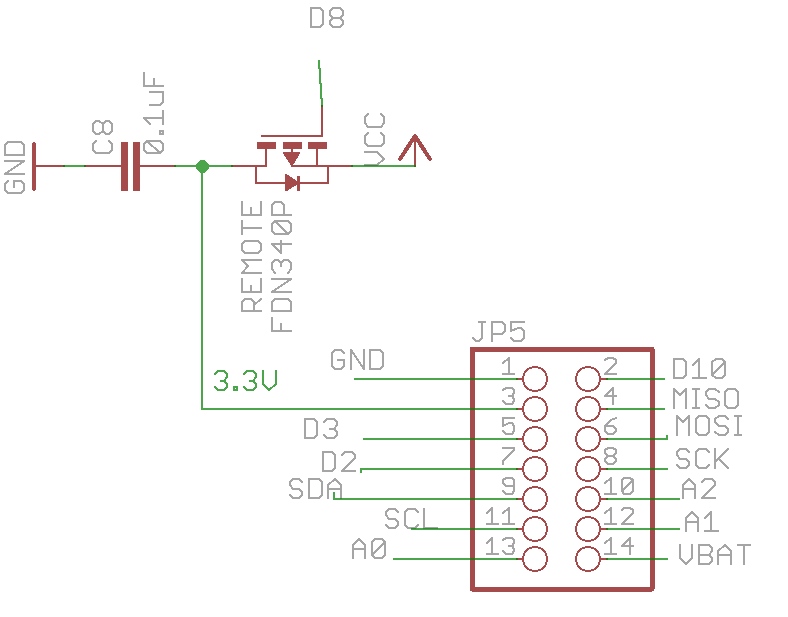 D8
GND
C8
0.1uF
VCC
REMOTE
FDN340P
3.3V
JP5
GND 1 2 D10
3 4 MISO
D3 5 6 MOSI
D2 7 8 SCK
SDA 9 10 A2
SCL 11 12 A1
A0 13 14 VBAT